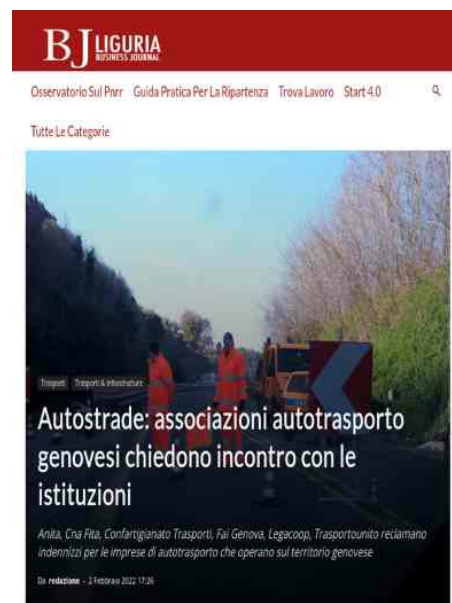 BJ LIGURIA
BUSINESS JOURNAL
Osservatorio Sul Pnrr Guida Pratica Per La Ripartenza Trova Lavoro Start 4.0
Tutte Le Categorie
Trasporti Trasporti & Infrastrutture
Autostrade: associazioni autotrasporto
genovesi chiedono incontro con le
istituzioni
Anita, Cna Fita, Confartigianato Trasporti, Fai Genova, Legacoop, Trasportounito reclamano
indennizzi per le imprese di autotrasporto che operano sul territorio genovese
Da redazione - 2 Febbraio 2022 17:26